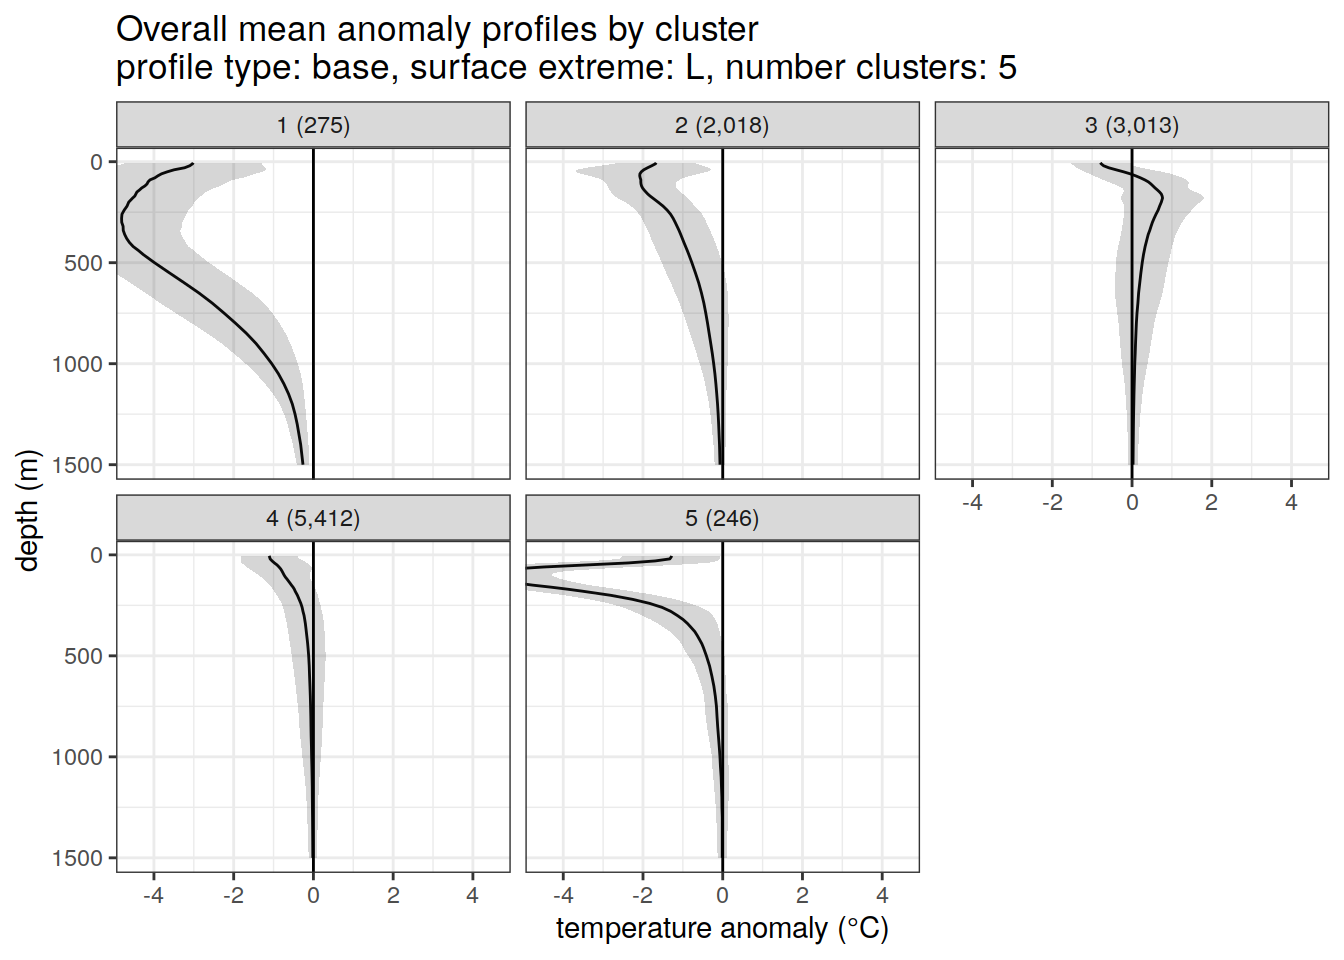 Overall mean anomaly profiles by cluster
profile type: base, surface extreme: L, number clusters: 5
1 (275)
2 (2,018)
3 (3,013)
0
500
1000
1500
-4 -2 0 2 4
4 (5,412)
5 (246)
0
500
1000
1500
-4 -2 0 2 4
-4 -2 0 2 4
depth (m)
temperature anomaly (°C)